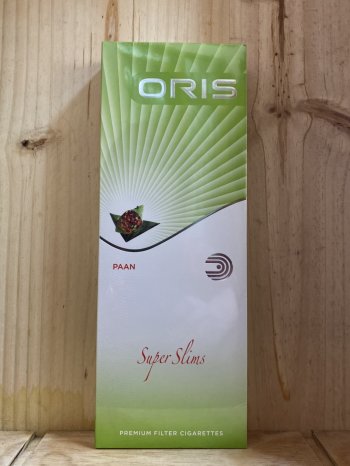 ORIS
PAAN
Super Slims
PREMIUM FILTER CIGARETTES